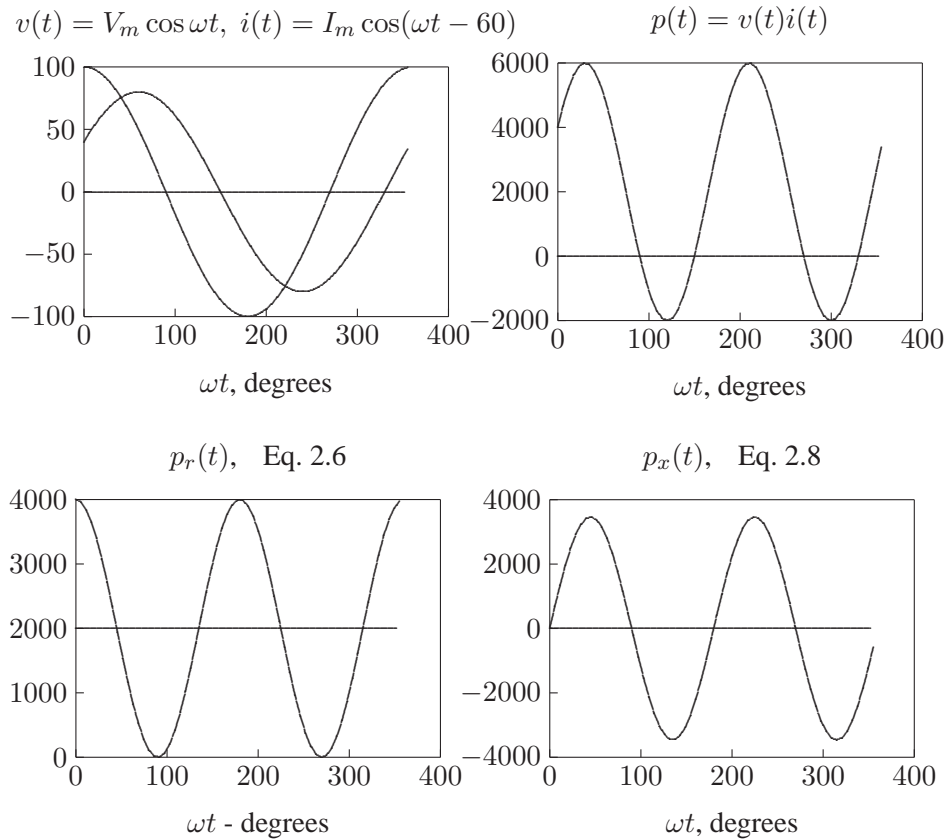 v(t) = V_m cos ωt, i(t) = I_m cos(ωt − 60)
100
50
0
−50
−100
0 100 200 300 400
ωt, degrees
p(t) = v(t)i(t)
6000
4000
2000
0
−2000
0 100 200 300 400
ωt, degrees
p_r(t), Eq. 2.6
4000
3000
2000
1000
0
0 100 200 300 400
ωt - degrees
p_x(t), Eq. 2.8
4000
2000
0
−2000
−4000
0 100 200 300 400
ωt, degrees